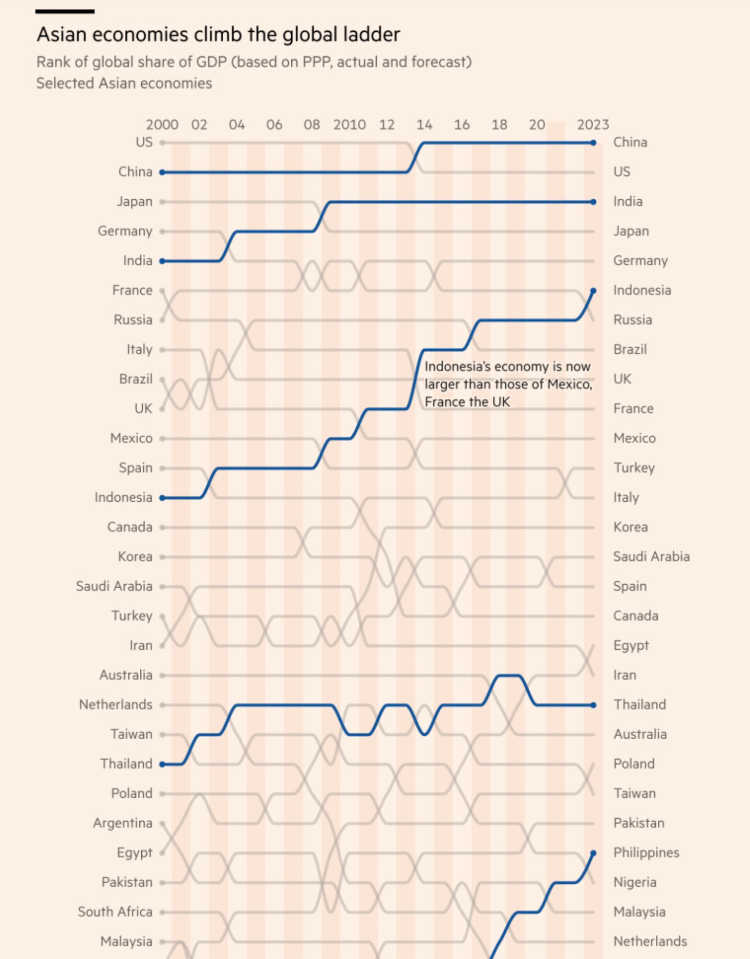 Asian economies climb the global ladder
Rank of global share of GDP (based on PPP, actual and forecast)
Selected Asian economies
2000 02 04 06 08 2010 12 14 16 18 20 2023
US China
China US
Japan India
Germany Japan
India Germany
France Indonesia
Russia Russia
Italy Brazil
Indonesia's economy is now
larger than those of Mexico,
France the UK
Brazil UK
UK France
Mexico Mexico
Spain Turkey
Indonesia Italy
Canada Korea
Korea Saudi Arabia
Saudi Arabia Spain
Turkey Canada
Iran Egypt
Australia Iran
Netherlands Thailand
Taiwan Australia
Thailand Poland
Poland Taiwan
Argentina Pakistan
Egypt Philippines
Pakistan Nigeria
South Africa Malaysia
Malaysia Netherlands